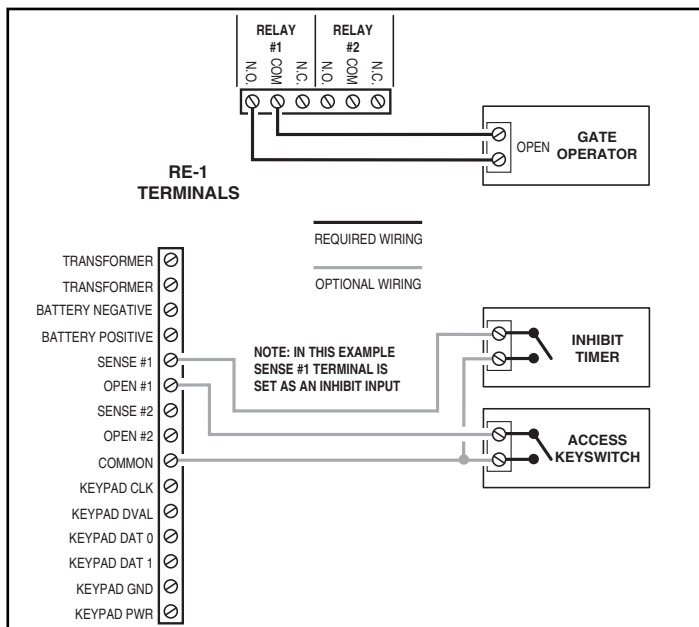 RELAY #1
RELAY #2
N.O.
COM
N.C.
N.O.
COM
N.C.
OPEN
GATE OPERATOR
RE-1 TERMINALS
REQUIRED WIRING
OPTIONAL WIRING
TRANSFORMER
TRANSFORMER
BATTERY NEGATIVE
BATTERY POSITIVE
SENSE #1
OPEN #1
SENSE #2
OPEN #2
COMMON
KEYPAD CLK
KEYPAD DVAL
KEYPAD DAT 0
KEYPAD DAT 1
KEYPAD GND
KEYPAD PWR
NOTE: IN THIS EXAMPLE
SENSE #1 TERMINAL IS
SET AS AN INHIBIT INPUT
INHIBIT
TIMER
ACCESS
KEYSWITCH